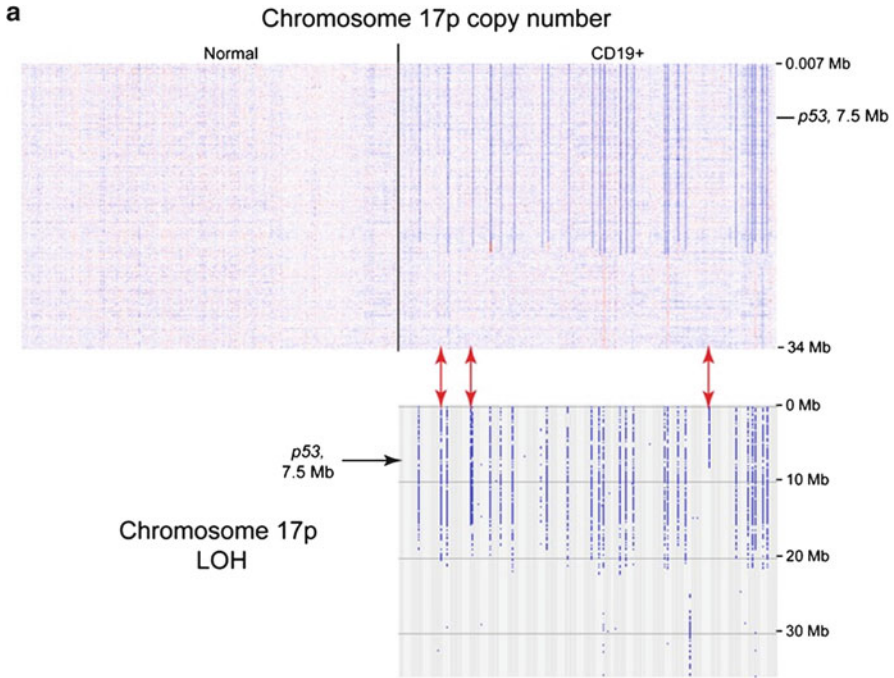 a
Chromosome 17p copy number
Normal
CD19+
0.007 Mb
p53, 7.5 Mb
34 Mb
0 Mb
p53,
7.5 Mb
10 Mb
Chromosome 17p
LOH
20 Mb
30 Mb